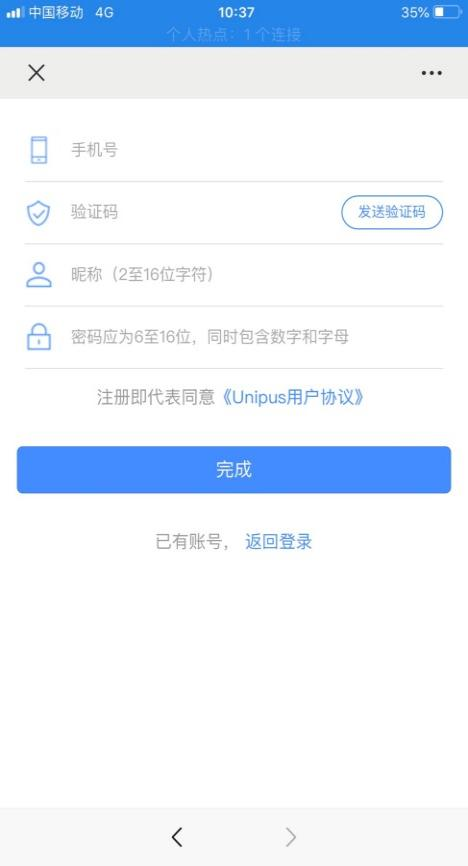 中国移动 4G 10:37 35%
个人热点：1 个连接
手机号
验证码 发送验证码
昵称（2至16位字符）
密码应为6至16位，同时包含数字和字母
注册即代表同意《Unipus用户协议》
完成
已有账号， 返回登录